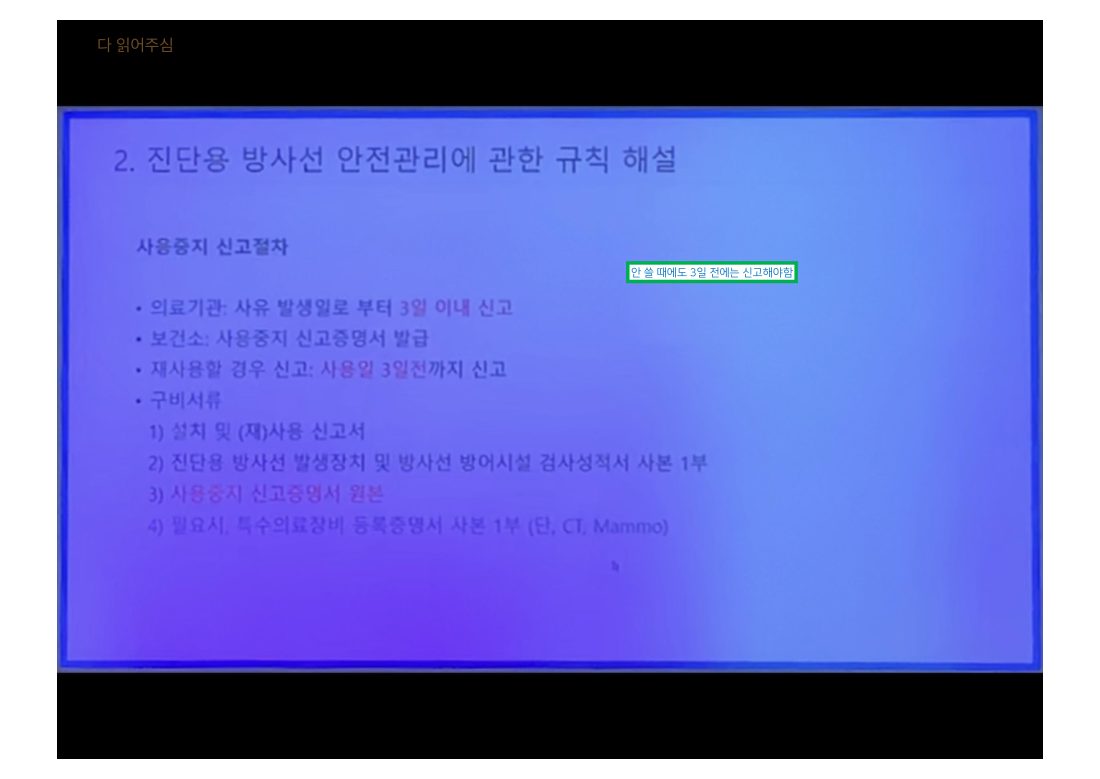 다 읽어주심
2. 진단용 방사선 안전관리에 관한 규칙 해설
사용중지 신고절차
안 쓸 때에도 3일 전에는 신고해야함
• 의료기관: 사유 발생일로 부터 3일 이내 신고
• 보건소: 사용중지 신고증명서 발급
• 재사용할 경우 신고: 사용일 3일전까지 신고
• 구비서류
1) 설치 및 (재)사용 신고서
2) 진단용 방사선 발생장치 및 방사선 방어시설 검사성적서 사본 1부
3) 사용중지 신고증명서 원본
4) 필요시, 특수의료장비 등록증명서 사본 1부 (단, CT, Mammo)